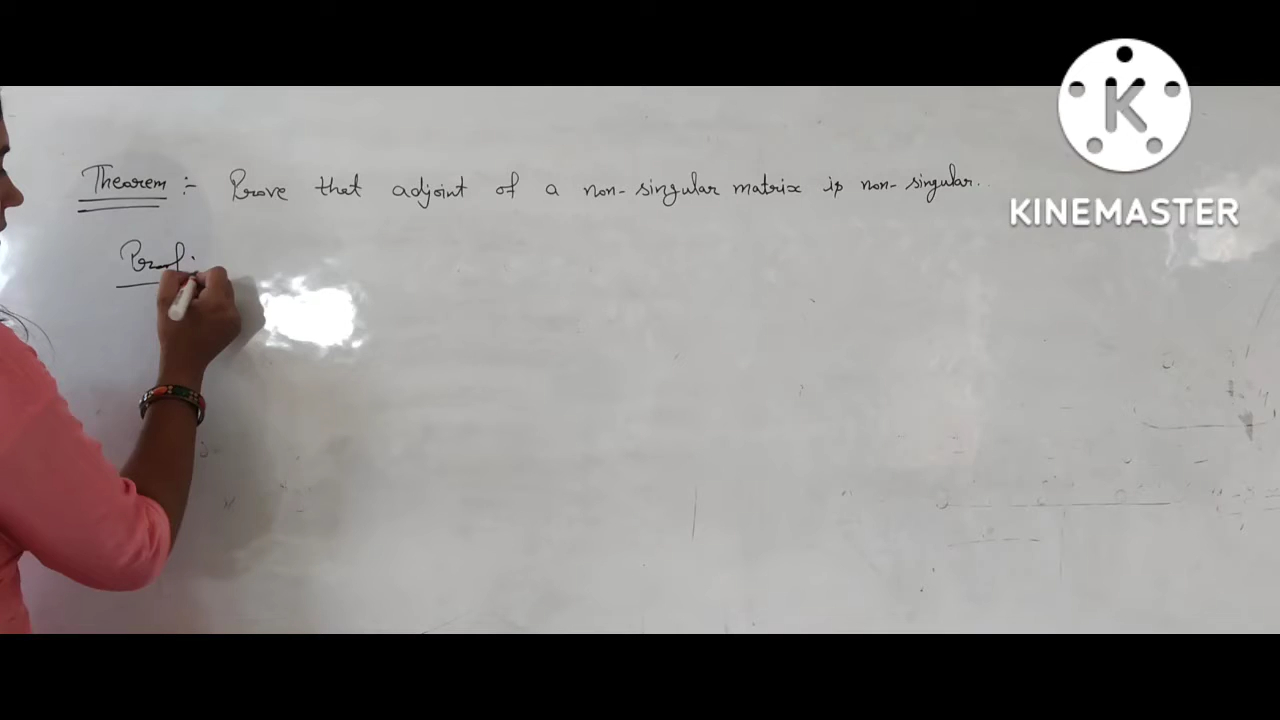 Theorem :- Prove that adjoint of a non-singular matrix is non-singular.
Proof:
KINEMASTER